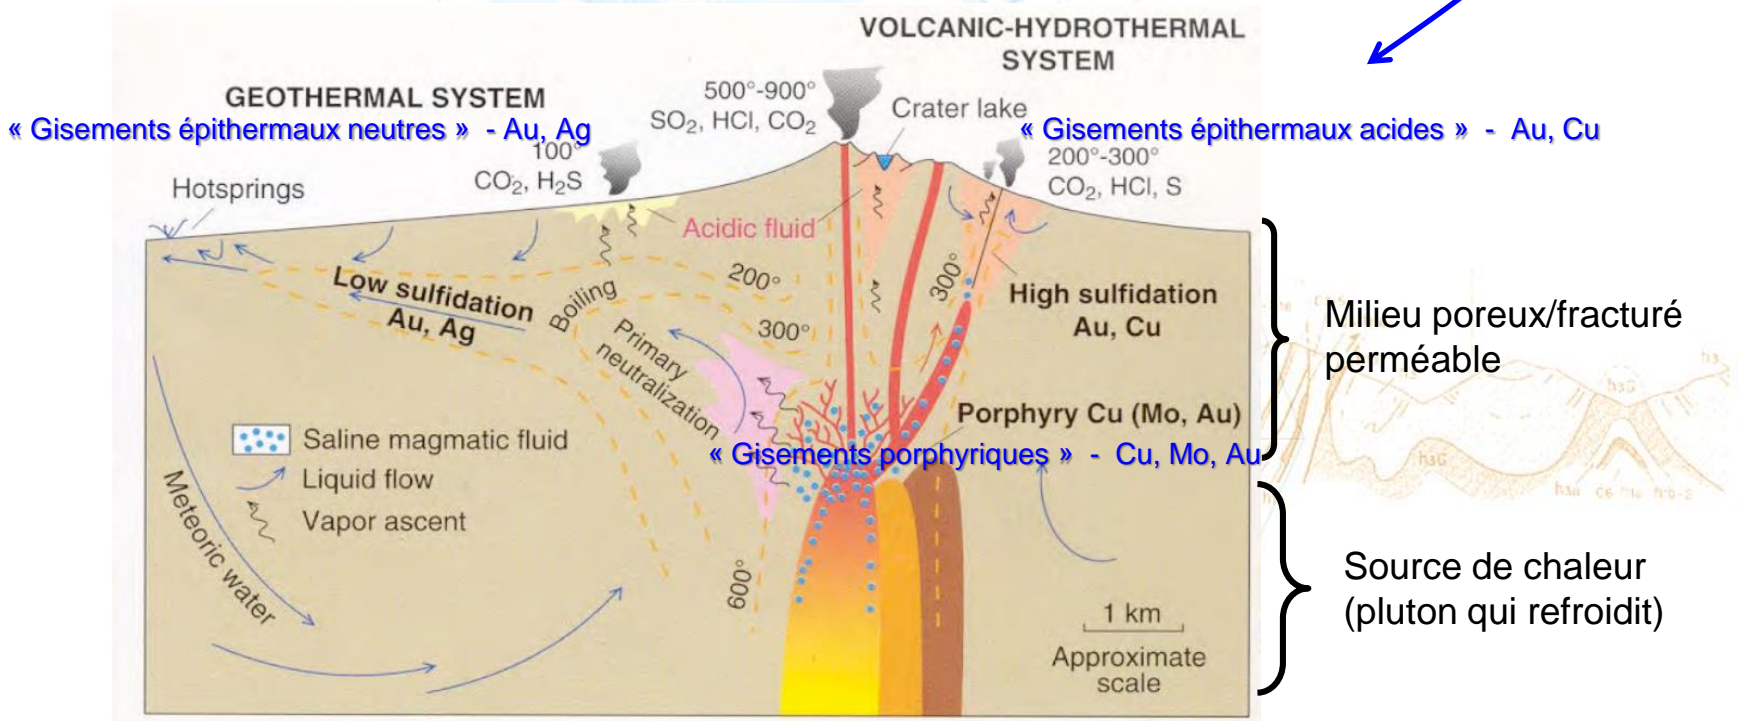 VOLCANIC-HYDROTHERMAL
SYSTEM
GEOTHERMAL SYSTEM
« Gisements épithermaux neutres »  - Au, Ag
500°-900°
SO₂, HCl, CO₂
Crater lake
« Gisements épithermaux acides »  -  Au, Cu
100°
CO₂, H₂S
200°-300°
CO₂, HCl, S
Hotsprings
Acidic fluid
Low sulfidation
Au, Ag
Boiling
200°
300°
300°
High sulfidation
Au, Cu
Primary
neutralization
Milieu poreux/fracturé
perméable
Porphyry Cu (Mo, Au)
« Gisements porphyriques »  -  Cu, Mo, Au
Saline magmatic fluid
Liquid flow
Vapor ascent
Meteoric water
600°
1 km
Approximate
scale
Source de chaleur
(pluton qui refroidit)
h3G
h3G